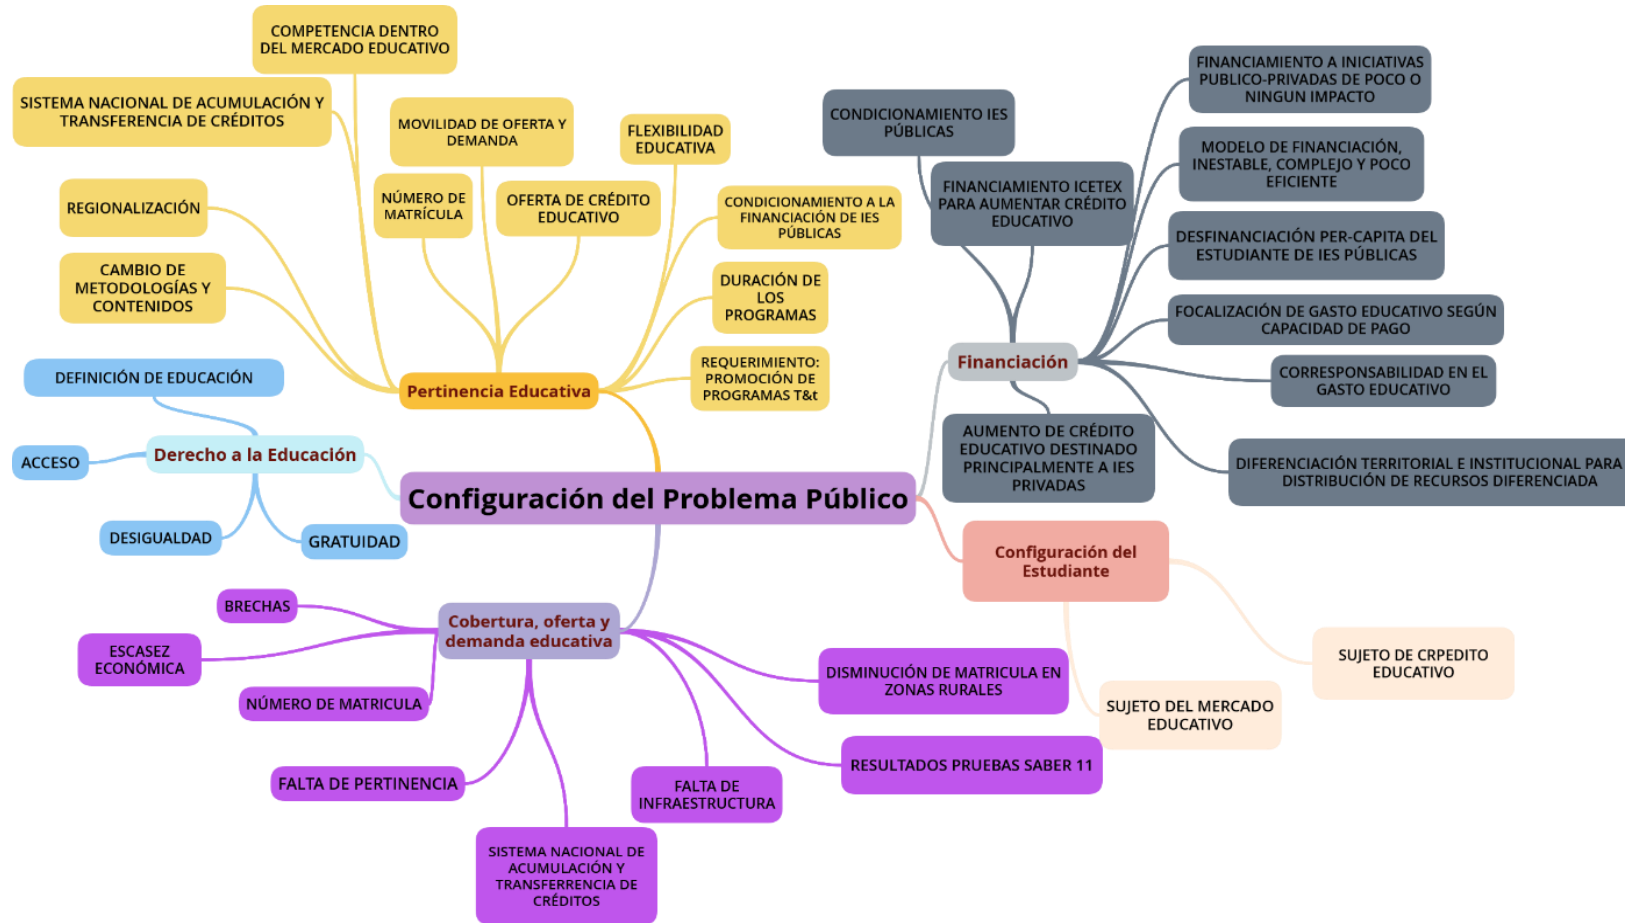 COMPETENCIA DENTRO
DEL MERCADO EDUCATIVO
SISTEMA NACIONAL DE ACUMULACIÓN Y
TRANSFERENCIA DE CRÉDITOS
MOVILIDAD DE OFERTA Y
DEMANDA
FLEXIBILIDAD
EDUCATIVA
REGIONALIZACIÓN
NÚMERO DE
MATRÍCULA
OFERTA DE CRÉDITO
EDUCATIVO
CONDICIONAMIENTO A LA
FINANCIACIÓN DE IES
PÚBLICAS
CAMBIO DE
METODOLOGÍAS Y
CONTENIDOS
DURACIÓN DE
LOS
PROGRAMAS
REQUERIMIENTO:
PROMOCIÓN DE
PROGRAMAS T&t
Pertinencia Educativa
CONDICIONAMIENTO IES
PÚBLICAS
FINANCIAMIENTO ICETEX
PARA AUMENTAR CRÉDITO
EDUCATIVO
FINANCIAMIENTO A INICIATIVAS
PUBLICO-PRIVADAS DE POCO O
NINGUN IMPACTO
MODELO DE FINANCIACIÓN,
INESTABLE, COMPLEJO Y POCO
EFICIENTE
DESFINANCIACIÓN PER-CAPITA DEL
ESTUDIANTE DE IES PÚBLICAS
FOCALIZACIÓN DE GASTO EDUCATIVO SEGÚN
CAPACIDAD DE PAGO
Financiación
CORRESPONSABILIDAD EN EL
GASTO EDUCATIVO
AUMENTO DE CRÉDITO
EDUCATIVO DESTINADO
PRINCIPALMENTE A IES
PRIVADAS
DIFERENCIACIÓN TERRITORIAL E INSTITUCIONAL PARA
DISTRIBUCIÓN DE RECURSOS DIFERENCIADA
DEFINICIÓN DE EDUCACIÓN
Derecho a la Educación
ACCESO
DESIGUALDAD
GRATUIDAD
Configuración del Problema Público
Configuración del
Estudiante
SUJETO DE CRPEDITO
EDUCATIVO
SUJETO DEL MERCADO
EDUCATIVO
BRECHAS
Cobertura, oferta y
demanda educativa
ESCASEZ
ECONÓMICA
NÚMERO DE MATRICULA
DISMINUCIÓN DE MATRICULA EN
ZONAS RURALES
RESULTADOS PRUEBAS SABER 11
FALTA DE PERTINENCIA
FALTA DE
INFRAESTRUCTURA
SISTEMA NACIONAL DE
ACUMULACIÓN Y
TRANSFERRENCIA DE
CRÉDITOS